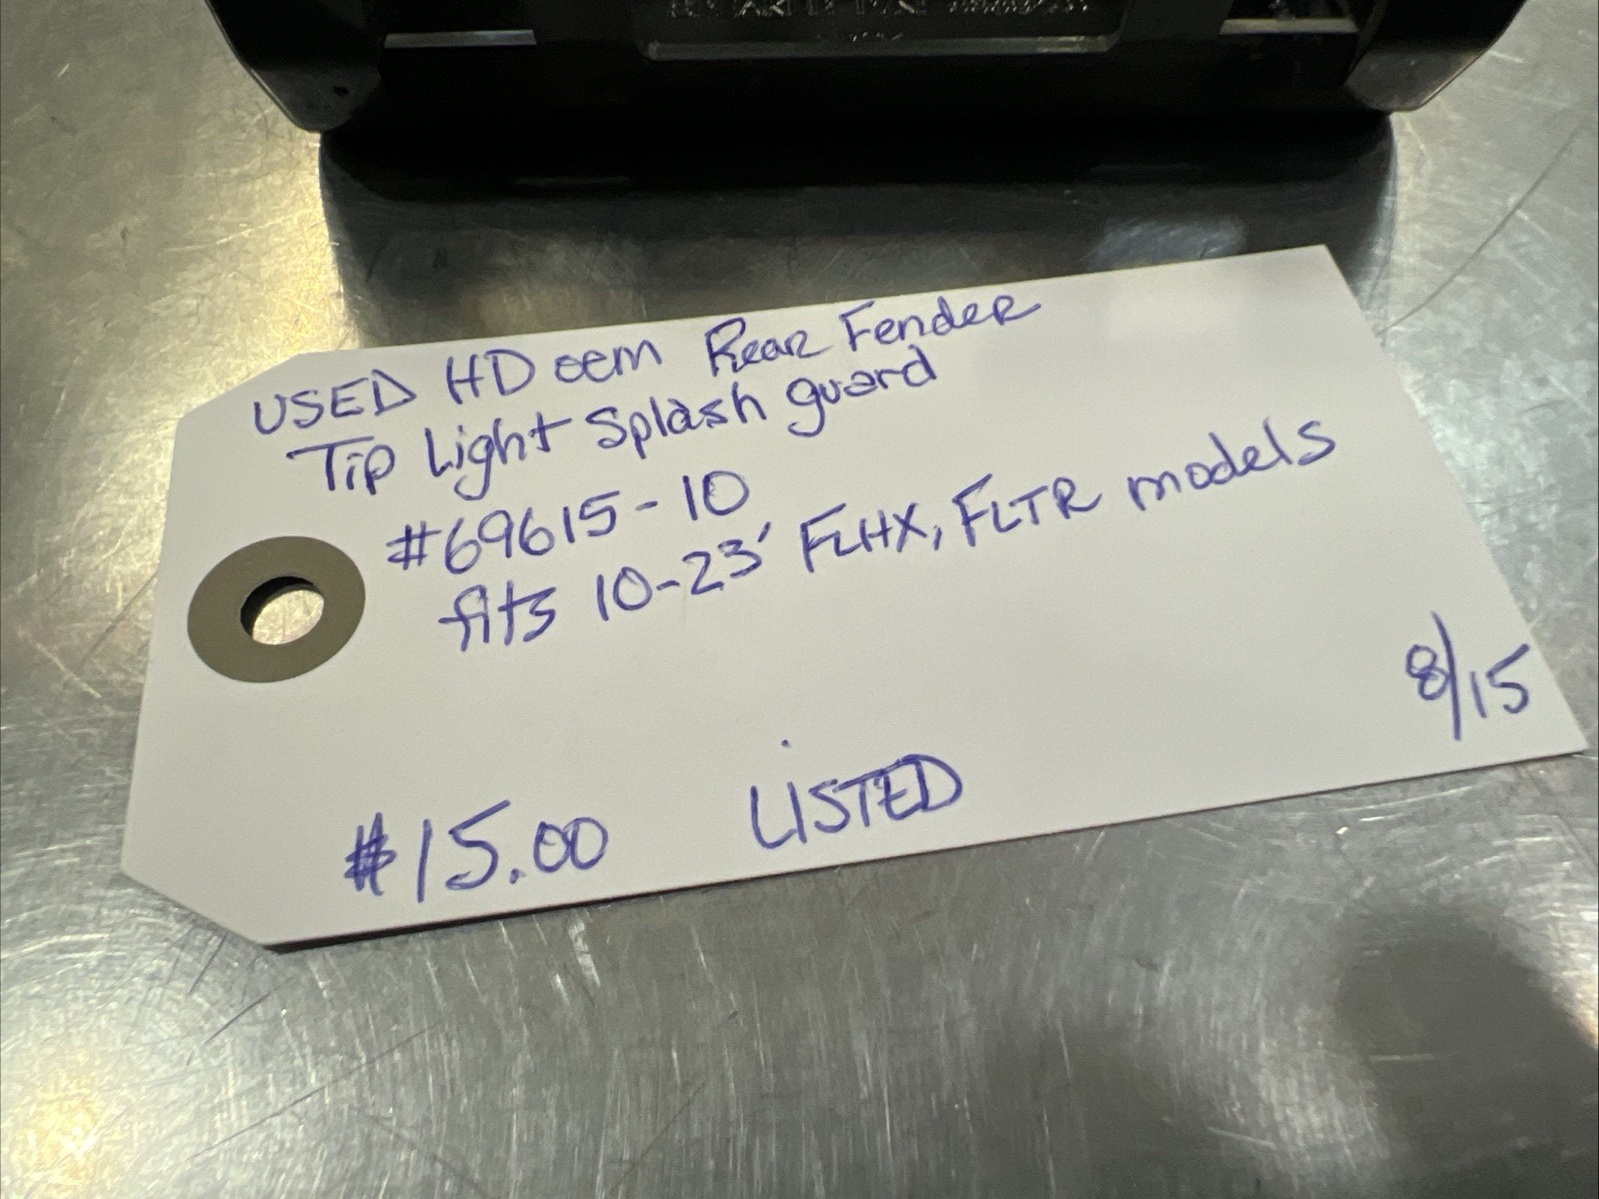 USED HD oem Rear Fender
Tip Light Splash guard
#69615-10
fits 10-23' FLHX, FLTR models
8/15
$15.00 LISTED